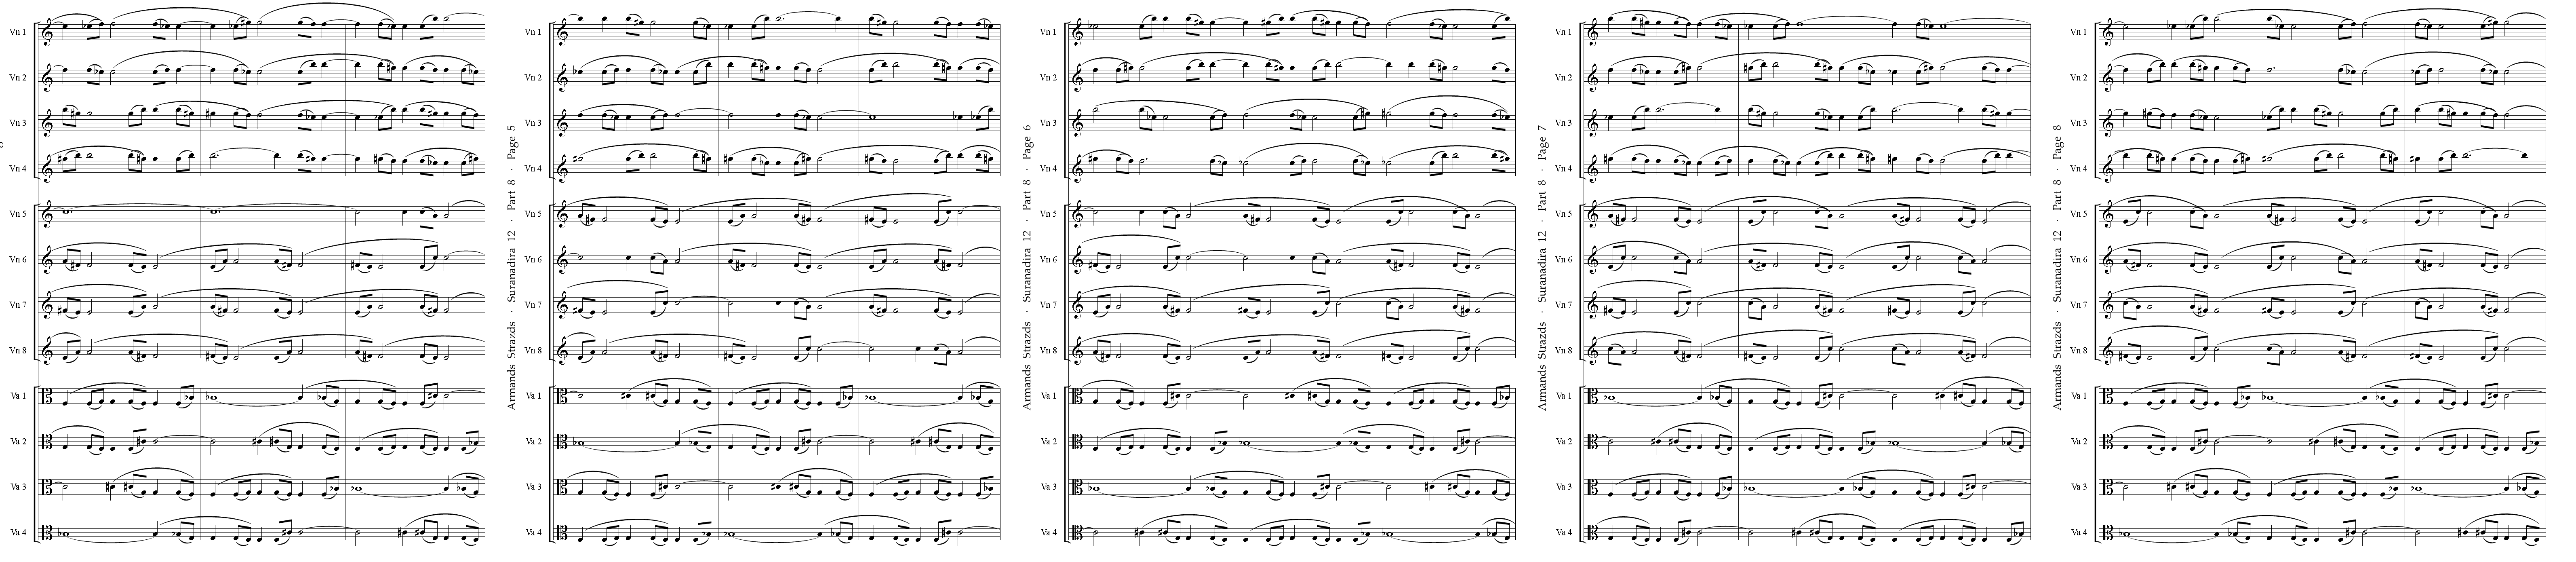 Vn 1
Vn 2
Vn 3
Vn 4
Vn 5
Vn 6
Vn 7
Vn 8
Va 1
Va 2
Va 3
Va 4
Armands Strazds · Suranadira 12 · Part 8 · Page 5
Vn 1
Vn 2
Vn 3
Vn 4
Vn 5
Vn 6
Vn 7
Vn 8
Va 1
Va 2
Va 3
Va 4
Armands Strazds · Suranadira 12 · Part 8 · Page 6
Vn 1
Vn 2
Vn 3
Vn 4
Vn 5
Vn 6
Vn 7
Vn 8
Va 1
Va 2
Va 3
Va 4
Armands Strazds · Suranadira 12 · Part 8 · Page 7
Vn 1
Vn 2
Vn 3
Vn 4
Vn 5
Vn 6
Vn 7
Vn 8
Va 1
Va 2
Va 3
Va 4
Armands Strazds · Suranadira 12 · Part 8 · Page 8
Vn 1
Vn 2
Vn 3
Vn 4
Vn 5
Vn 6
Vn 7
Vn 8
Va 1
Va 2
Va 3
Va 4